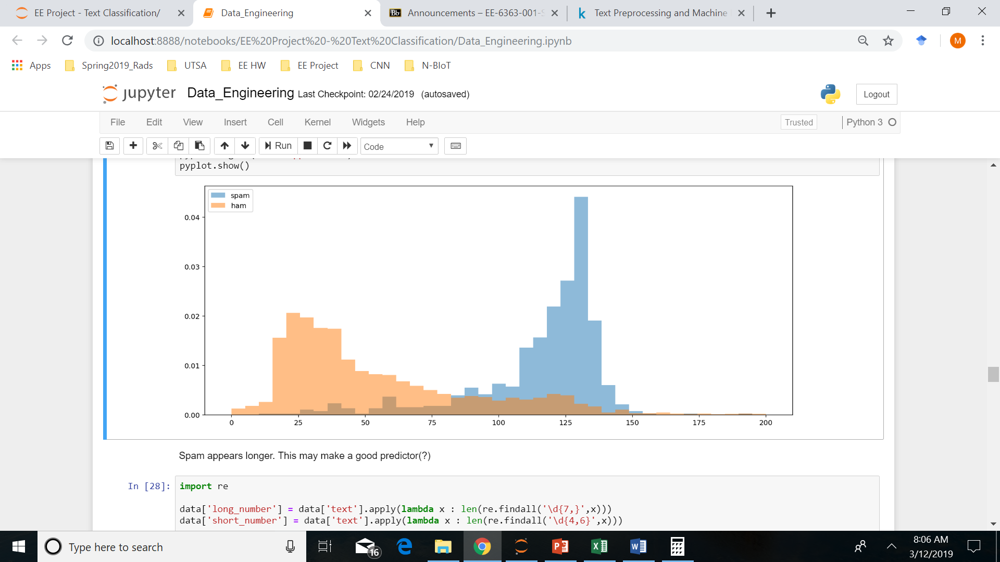 EE Project - Text Classification/
Data_Engineering
Bb Announcements – EE-6363-001-S
k Text Preprocessing and Machine
localhost:8888/notebooks/EE%20Project%20-%20Text%20Classification/Data_Engineering.ipynb
M
Apps Spring2019_Rads UTSA EE HW EE Project CNN N-BIoT
jupyter Data_Engineering Last Checkpoint: 02/24/2019 (autosaved)
Logout
File Edit View Insert Cell Kernel Widgets Help
Trusted Python 3
Run Code
pyplot.show()
spam
ham
0.04
0.03
0.02
0.01
0.00
0 25 50 75 100 125 150 175 200
Spam appears longer. This may make a good predictor(?)
In [28]: import re
data['long_number'] = data['text'].apply(lambda x : len(re.findall('\d{7,}',x)))
data['short_number'] = data['text'].apply(lambda x : len(re.findall('\d{4,6}',x)))
Type here to search
16
8:06 AM
3/12/2019